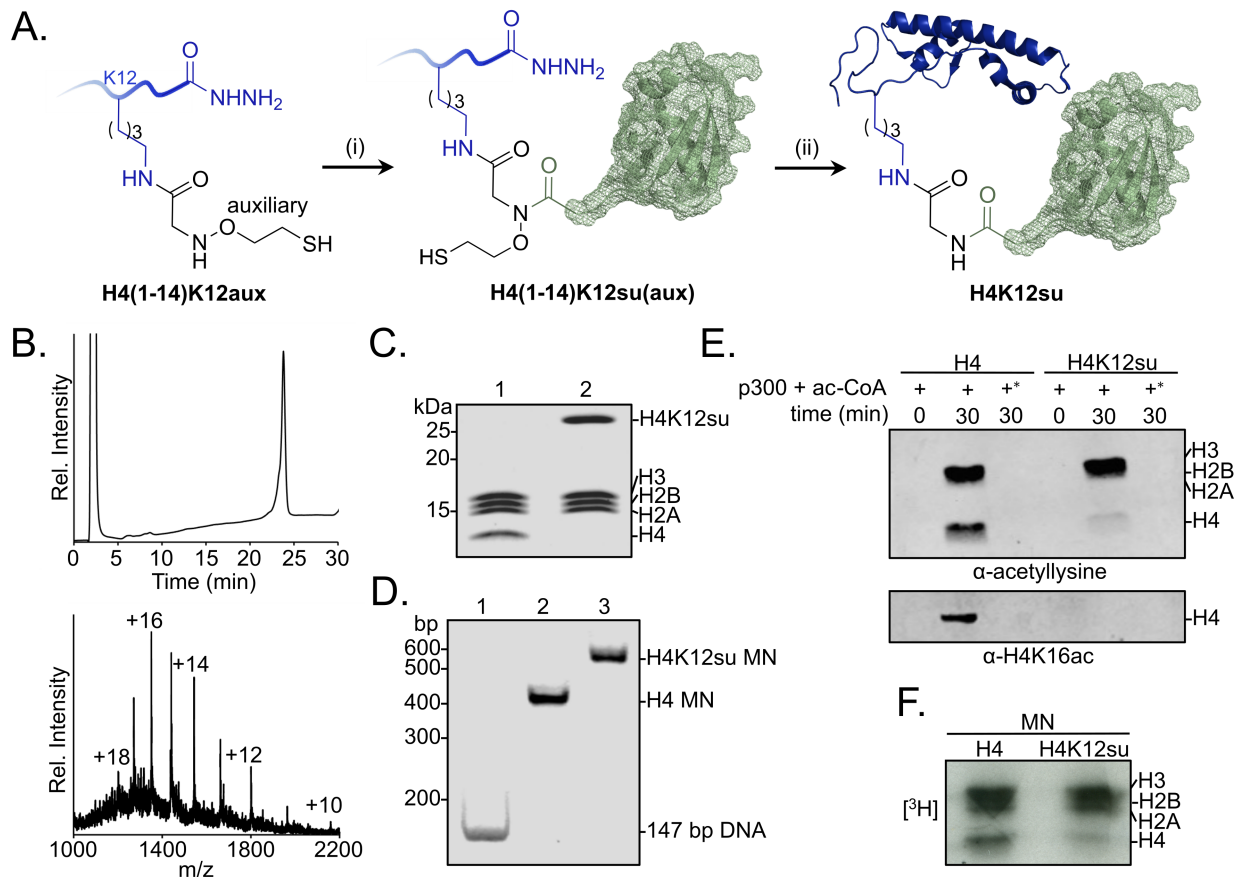 A.
K12
O
NHNH2
( )3
HN
O
auxiliary
N
H
O
SH
H4(1-14)K12aux
(i)
O
NHNH2
( )3
HN
O
O
N
O
HS
H4(1-14)K12su(aux)
(ii)
( )3
HN
O
O
NH
H4K12su
B.
Rel. Intensity
0 5 10 15 20 25 30
Time (min)
Rel. Intensity
+18
+16
+14
+12
+10
1000 1400 1800 2200
m/z
C.
1 2
kDa
25
20
15
H4K12su
H3
H2B
H2A
H4
D.
1 2 3
bp
600
500
400
300
200
H4K12su MN
H4 MN
147 bp DNA
E.
H4 H4K12su
p300 + ac-CoA + + +* + + +*
time (min) 0 30 30 0 30 30
H3
H2B
H2A
H4
α-acetyllysine
H4
α-H4K16ac
F.
MN
H4 H4K12su
[3H]
H3
H2B
H2A
H4